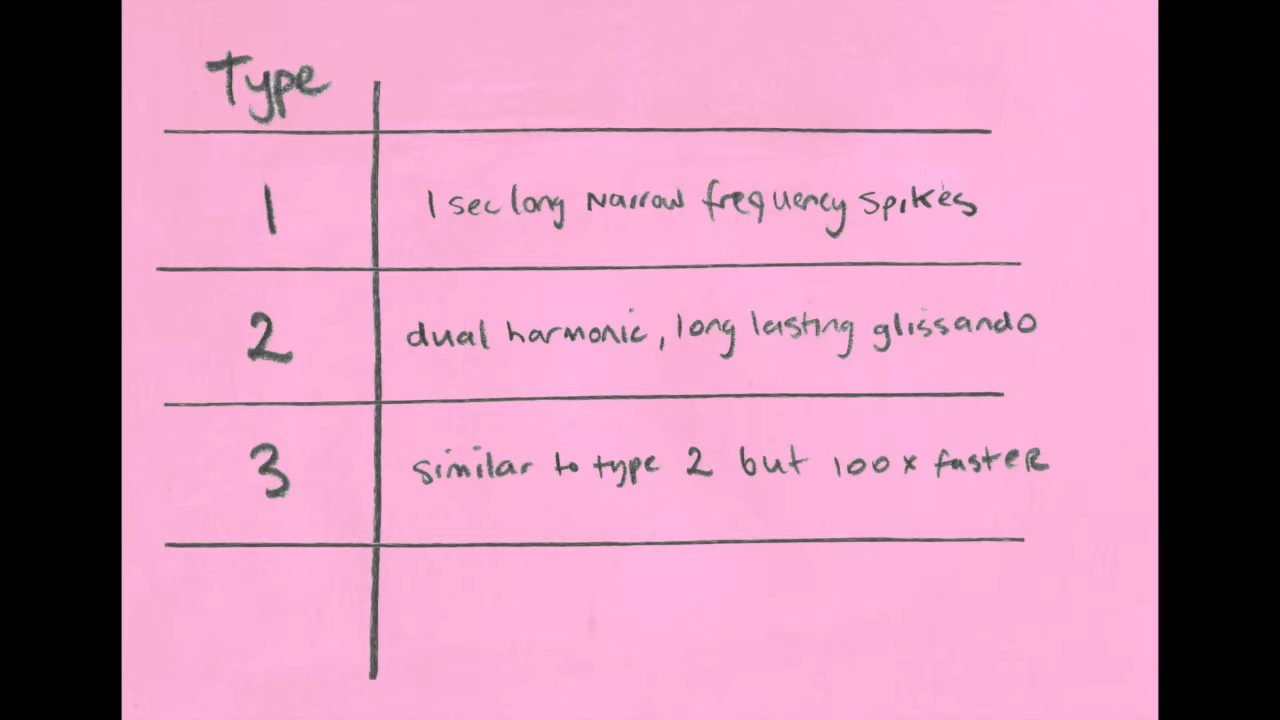 Type
1 1 sec long narrow frequency spikes
2 dual harmonic, long lasting glissando
3 similar to type 2 but 100x faster